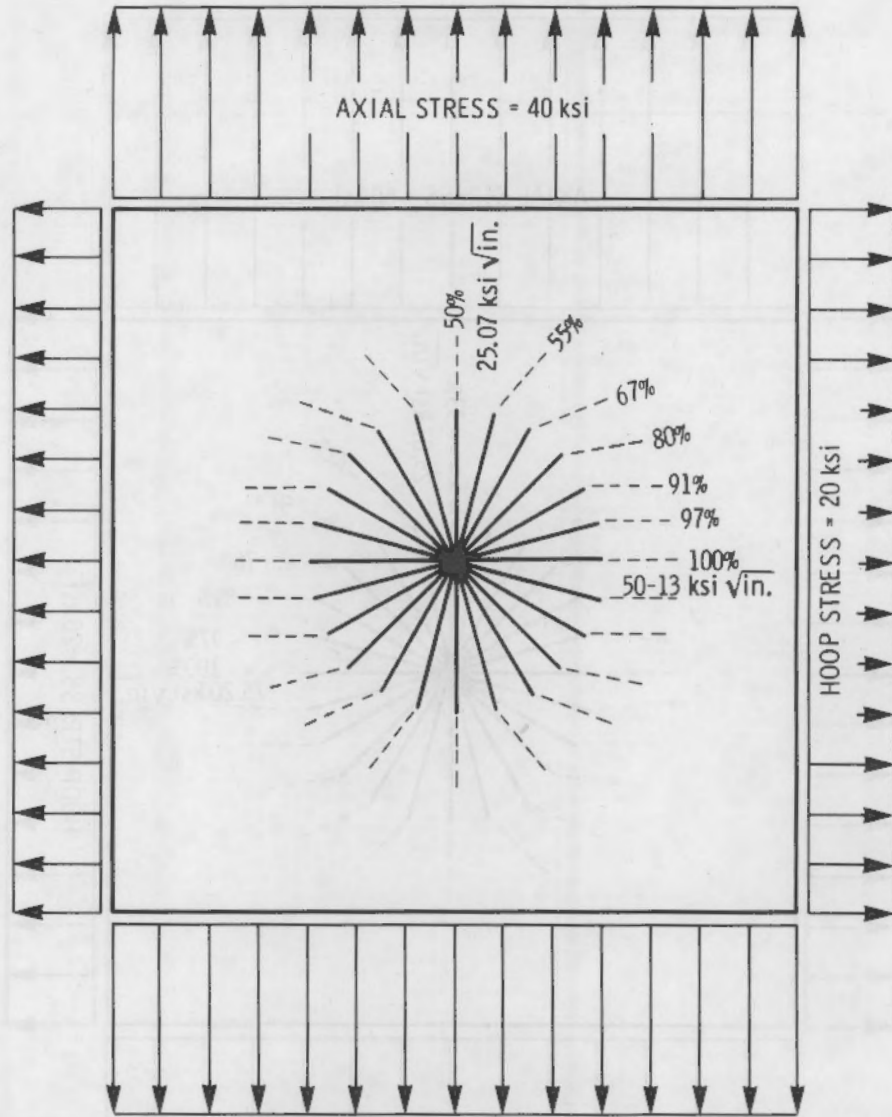 AXIAL STRESS = 40 ksi
50%
25.07 ksi √in.
55%
67%
80%
91%
97%
100%
50-13 ksi √in.
HOOP STRESS = 20 ksi